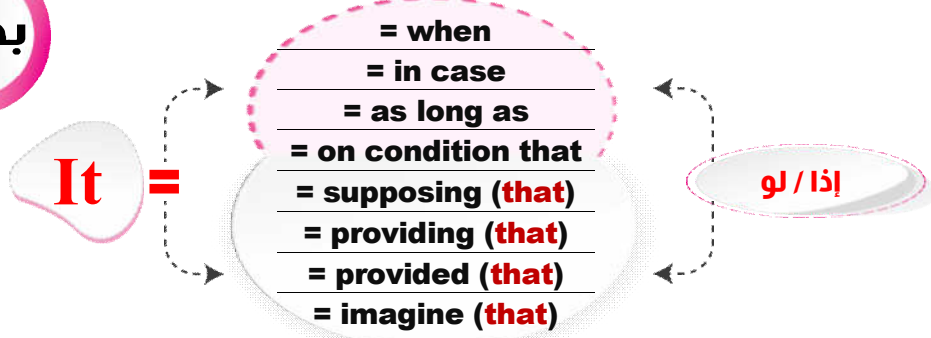 = when
= in case
= as long as
= on condition that
It =
= supposing (that)
إذا / لو
= providing (that)
= provided (that)
= imagine (that)